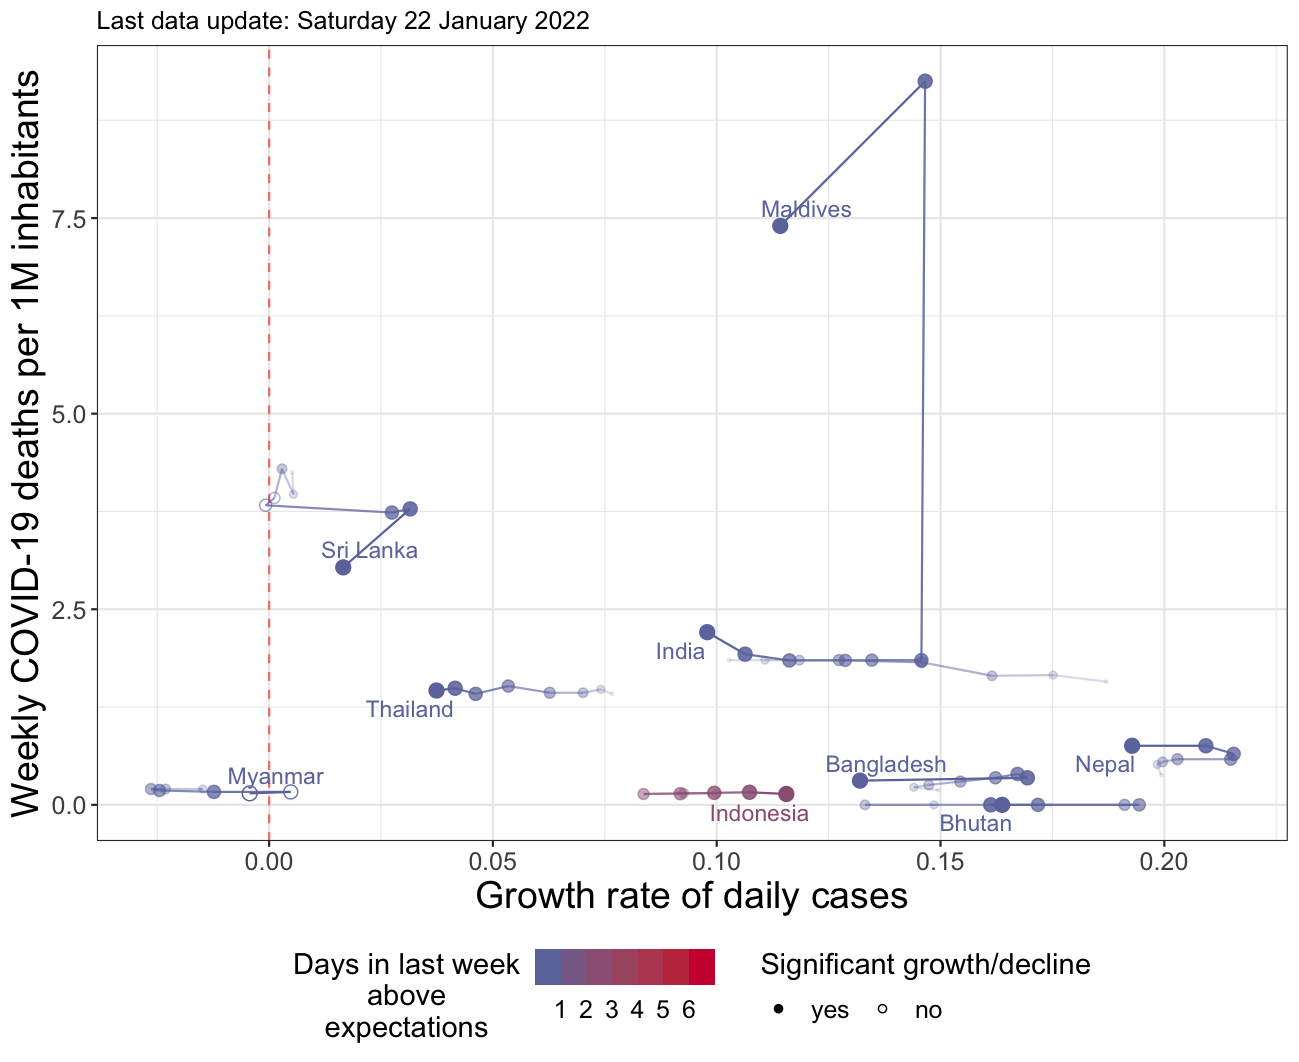 Last data update: Saturday 22 January 2022
Weekly COVID-19 deaths per 1M inhabitants
7.5
5.0
2.5
0.0
Maldives
Sri Lanka
India
Thailand
Myanmar
Bangladesh
Nepal
Indonesia
Bhutan
0.00 0.05 0.10 0.15 0.20
Growth rate of daily cases
Days in last week
above
expectations
1 2 3 4 5 6
Significant growth/decline
yes no